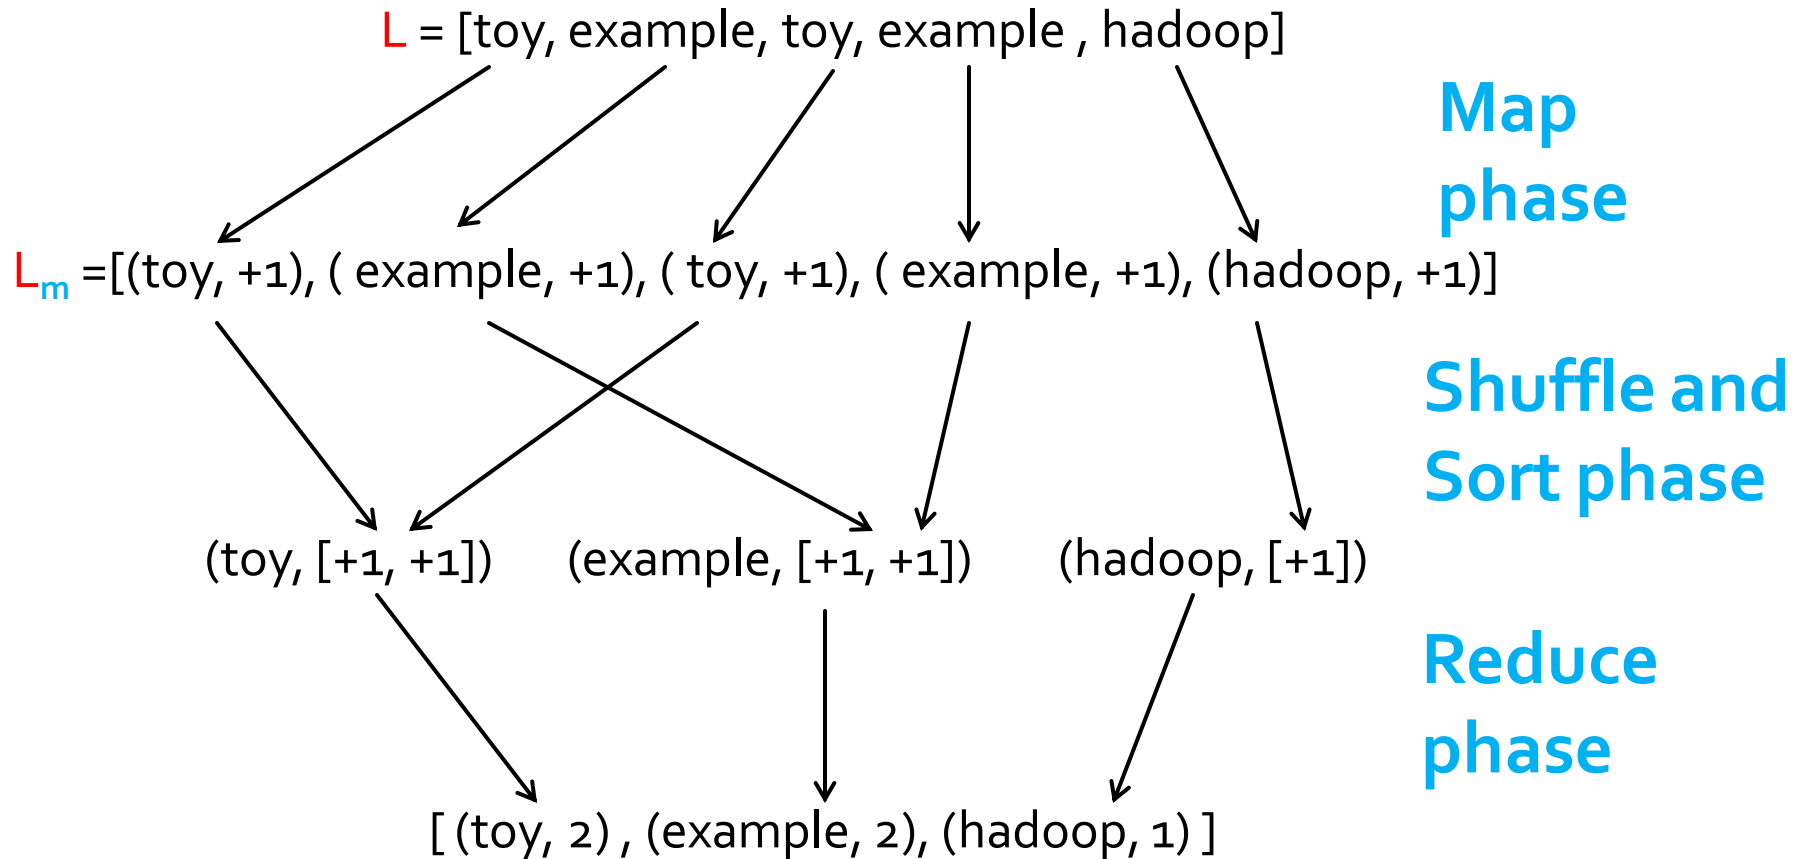 L = [toy, example, toy, example , hadoop]
Map
phase
Lm =[(toy, +1), ( example, +1), ( toy, +1), ( example, +1), (hadoop, +1)]
Shuffle and
Sort phase
(toy, [+1, +1]) (example, [+1, +1]) (hadoop, [+1])
Reduce
phase
[ (toy, 2) , (example, 2), (hadoop, 1) ]